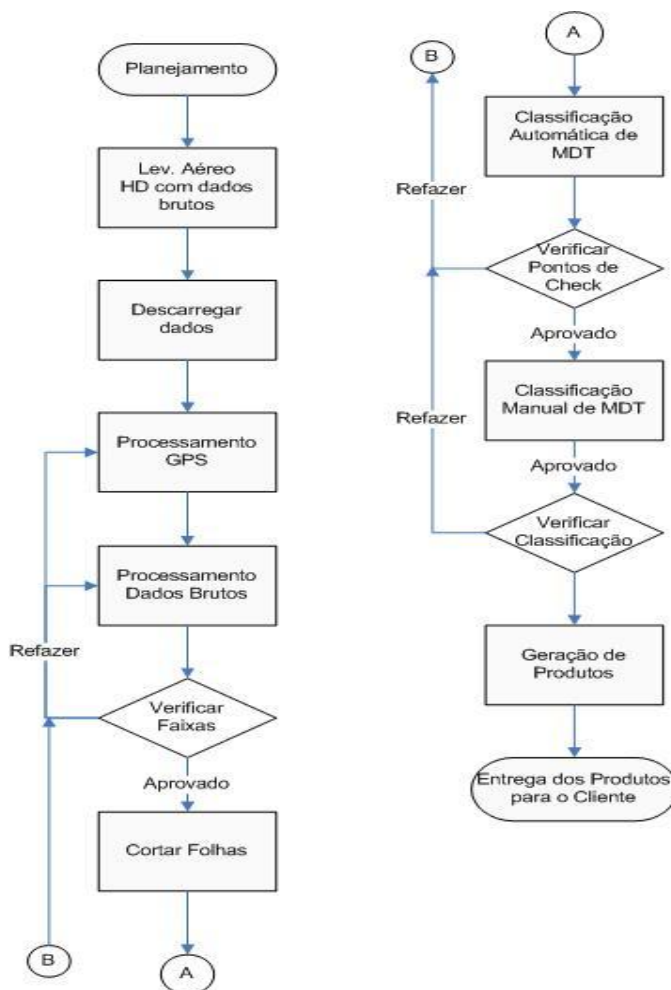 Planejamento
Lev. Aéreo
HD com dados
brutos
Descarregar
dados
Processamento
GPS
Processamento
Dados Brutos
Refazer
Verificar
Faixas
Aprovado
Cortar Folhas
B
A
B
A
Classificação
Automática de
MDT
Refazer
Verificar
Pontos de
Check
Aprovado
Classificação
Manual de MDT
Refazer
Aprovado
Verificar
Classificação
Geração de
Produtos
Entrega dos Produtos
para o Cliente